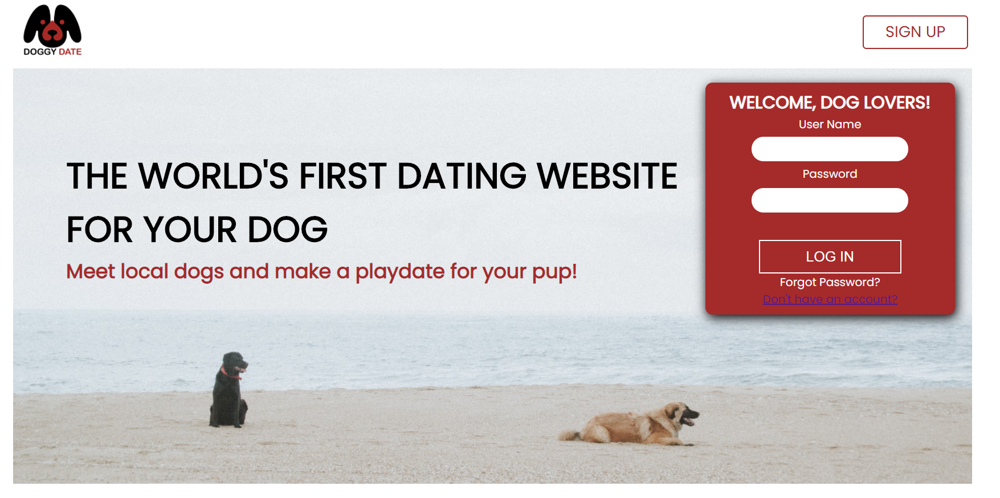 DOGGY DATE
SIGN UP
WELCOME, DOG LOVERS!
User Name
Password
LOG IN
Forgot Password?
Don't have an account?
THE WORLD'S FIRST DATING WEBSITE
FOR YOUR DOG
Meet local dogs and make a playdate for your pup!